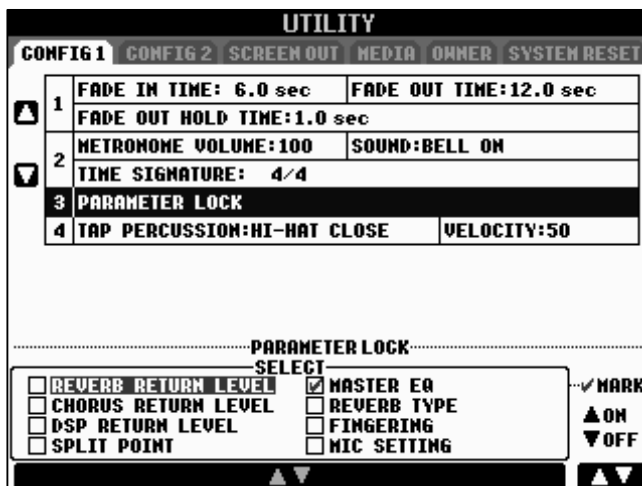 UTILITY
CONFIG 1 CONFIG 2 SCREEN OUT MEDIA OWNER SYSTEM RESET
1 FADE IN TIME: 6.0 sec FADE OUT TIME:12.0 sec
FADE OUT HOLD TIME:1.0 sec
2 METRONOME VOLUME:100 SOUND:BELL ON
TIME SIGNATURE: 4/4
3 PARAMETER LOCK
4 TAP PERCUSSION:HI-HAT CLOSE VELOCITY:50
PARAMETER LOCK
SELECT
REVERB RETURN LEVEL MASTER EQ MARK
CHORUS RETURN LEVEL REVERB TYPE ON
DSP RETURN LEVEL FINGERING OFF
SPLIT POINT MIC SETTING